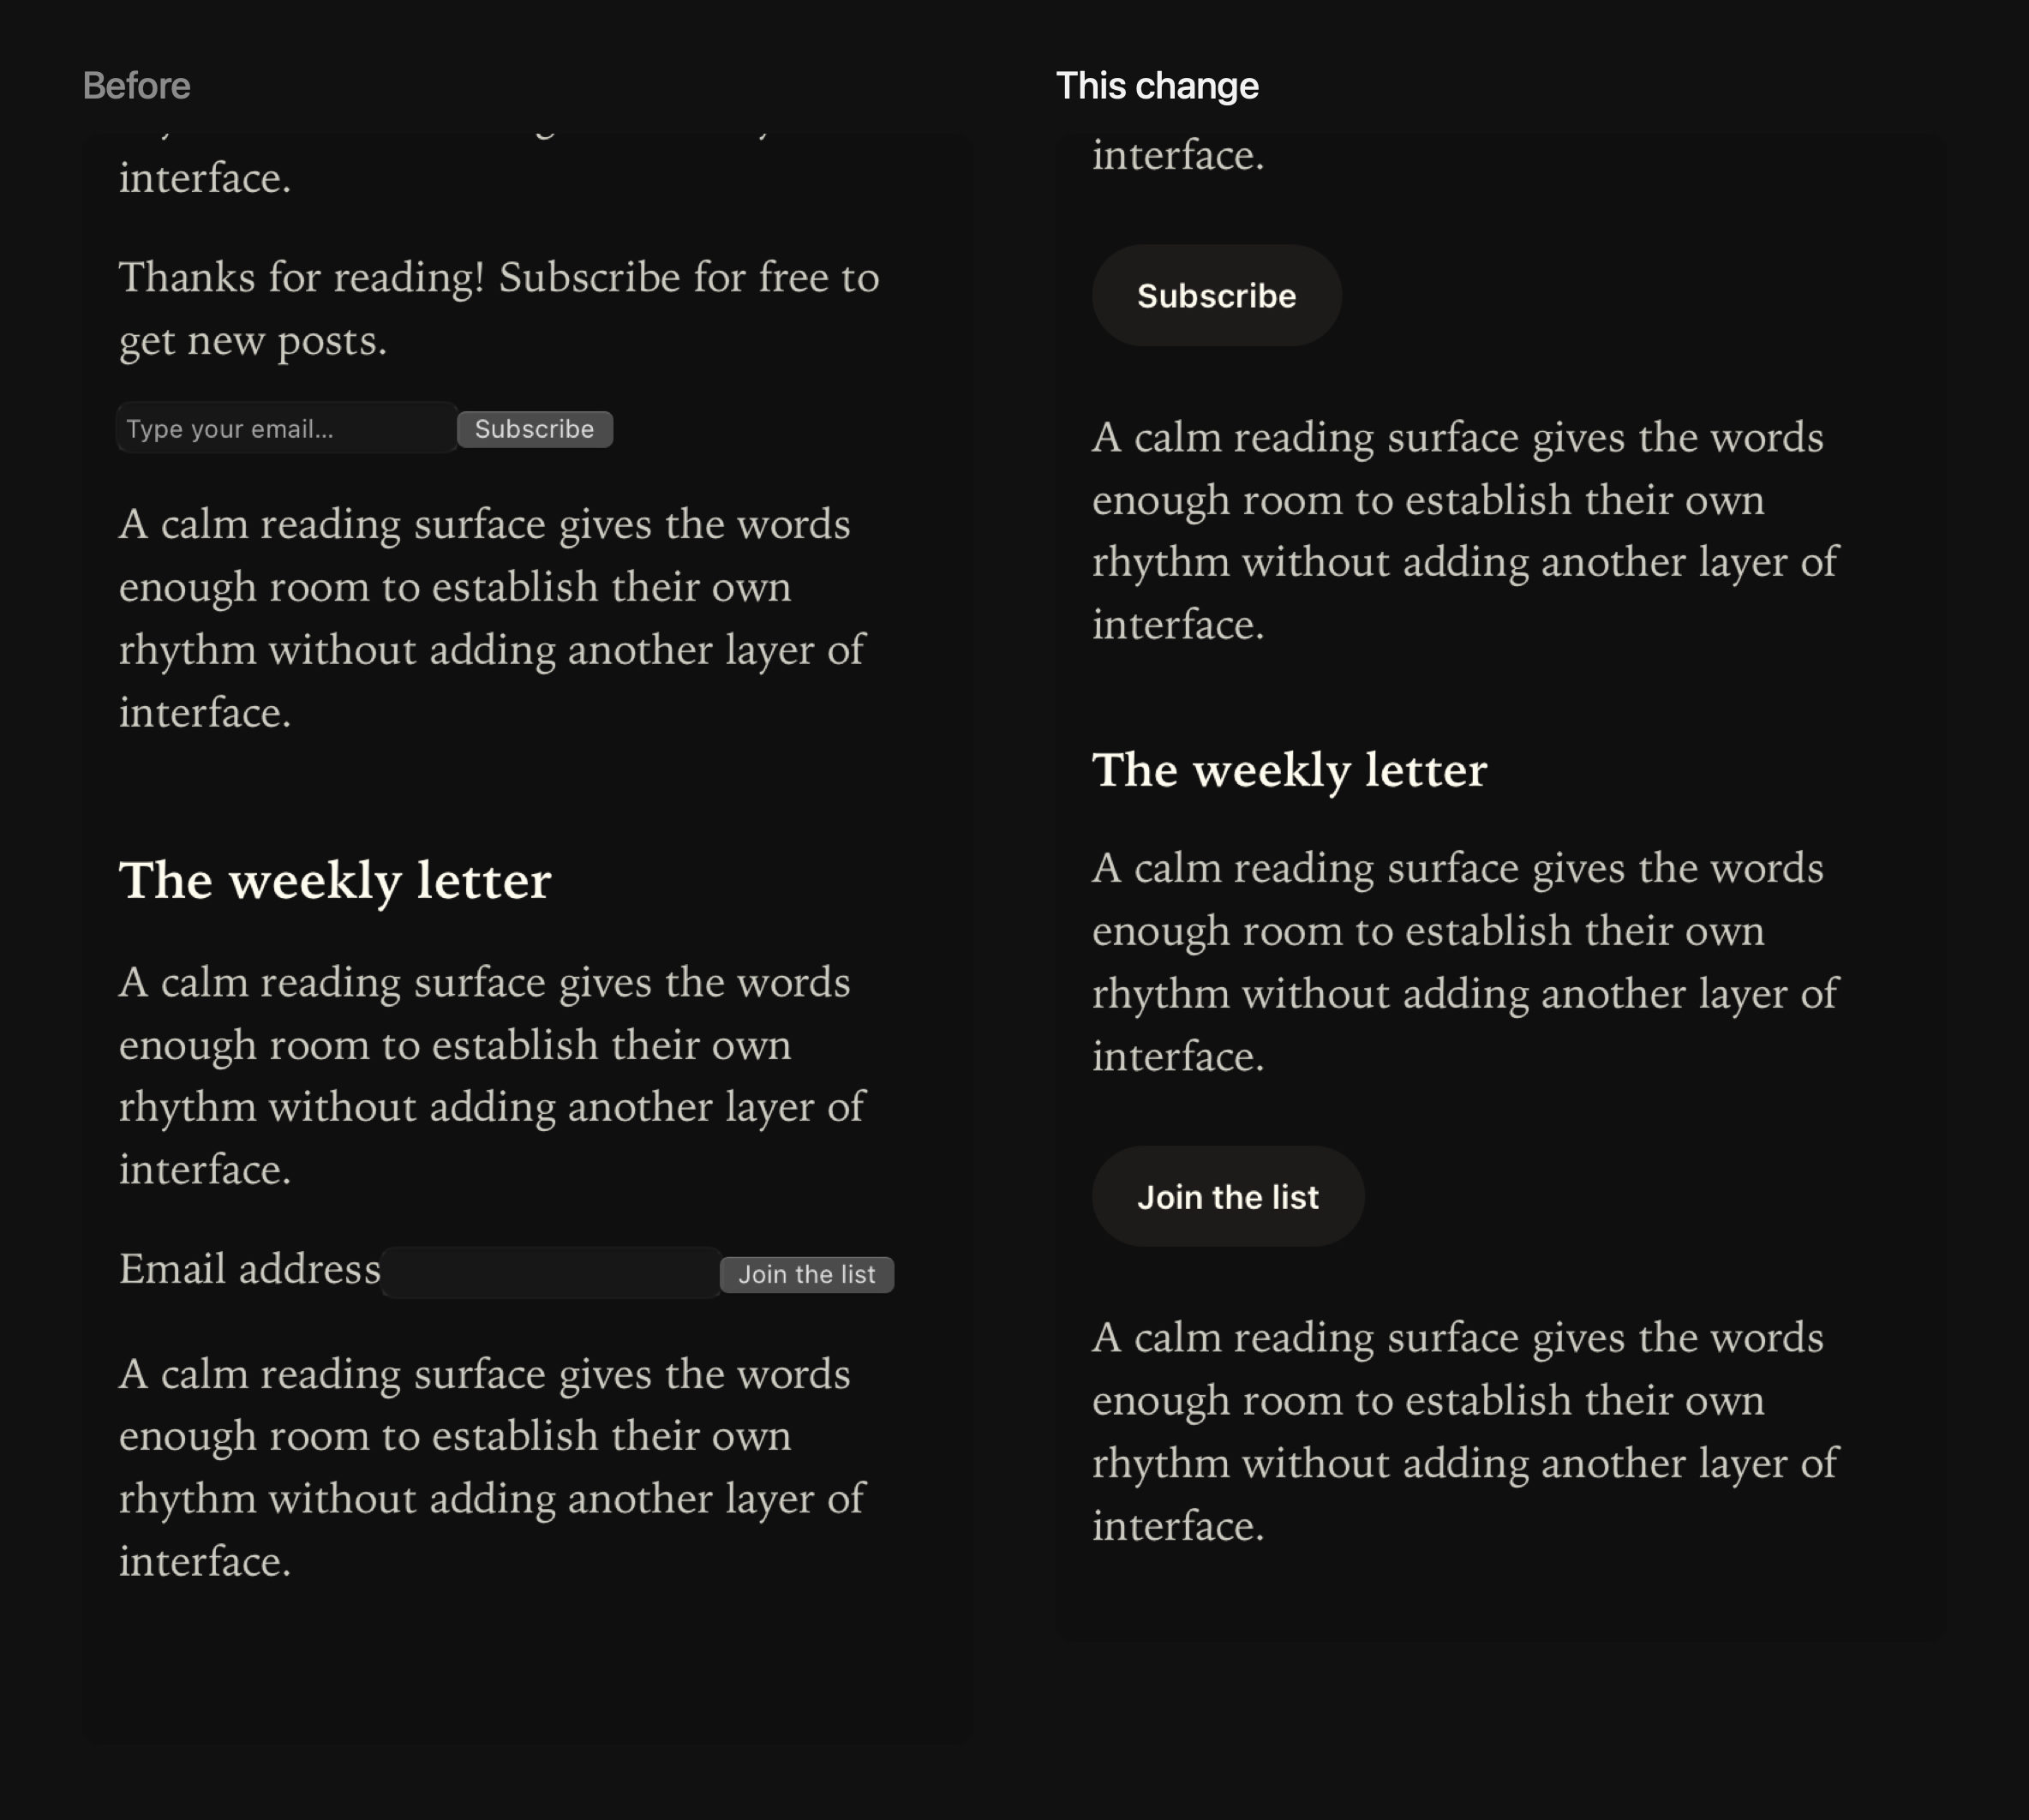 Before
interface.
Thanks for reading! Subscribe for free to
get new posts.
Type your email...
Subscribe
A calm reading surface gives the words
enough room to establish their own
rhythm without adding another layer of
interface.
The weekly letter
A calm reading surface gives the words
enough room to establish their own
rhythm without adding another layer of
interface.
Email address
Join the list
A calm reading surface gives the words
enough room to establish their own
rhythm without adding another layer of
interface.
This change
interface.
Subscribe
A calm reading surface gives the words
enough room to establish their own
rhythm without adding another layer of
interface.
The weekly letter
A calm reading surface gives the words
enough room to establish their own
rhythm without adding another layer of
interface.
Join the list
A calm reading surface gives the words
enough room to establish their own
rhythm without adding another layer of
interface.